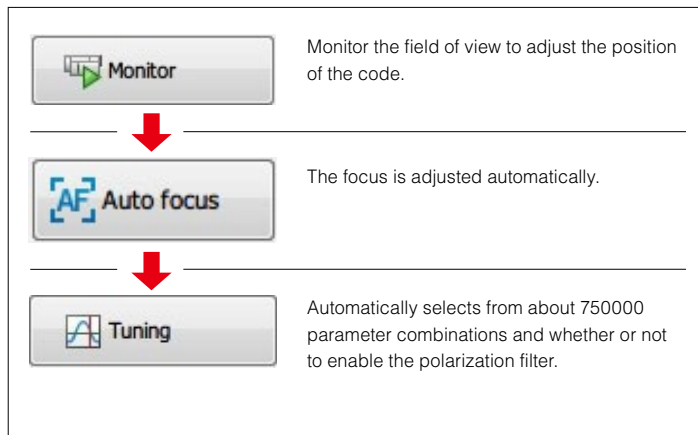 Monitor
Monitor the field of view to adjust the position
of the code.
AF Auto focus
The focus is adjusted automatically.
Tuning
Automatically selects from about 750000
parameter combinations and whether or not
to enable the polarization filter.